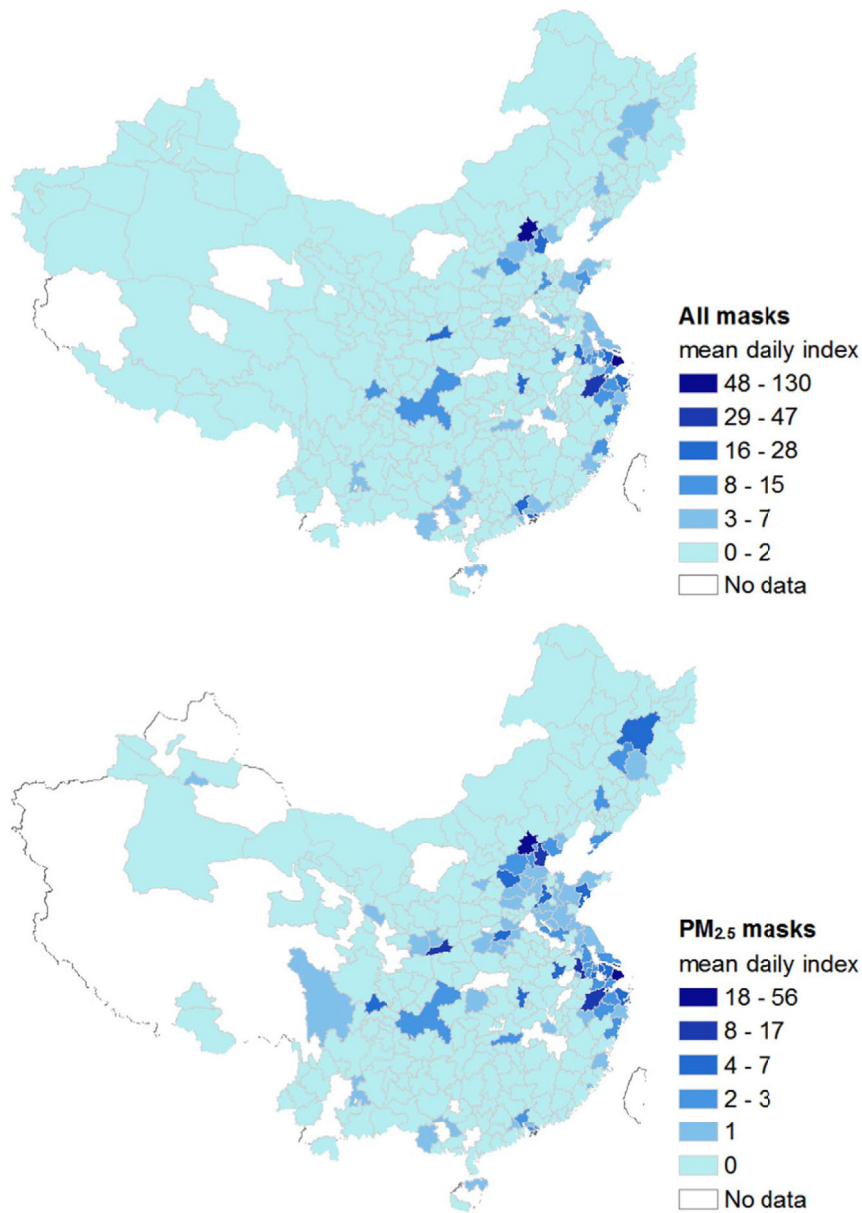 All masks
mean daily index
48 - 130
29 - 47
16 - 28
8 - 15
3 - 7
0 - 2
No data
PM2.5 masks
mean daily index
18 - 56
8 - 17
4 - 7
2 - 3
1
0
No data